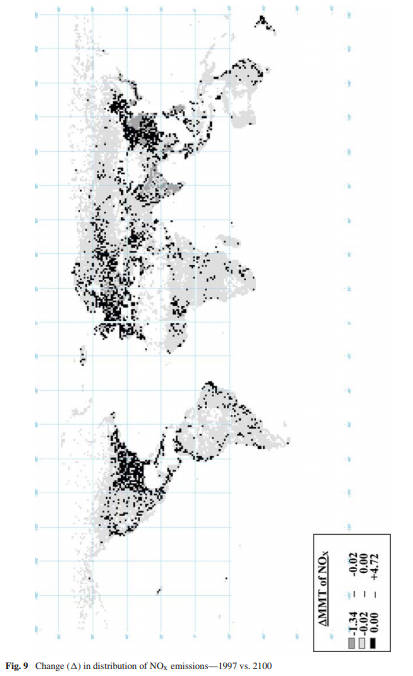 ΔMMT of NOx
-1.34 – -0.02
-0.02 – 0.00
0.00 – +4.72
Fig. 9 Change (Δ) in distribution of NOx emissions—1997 vs. 2100